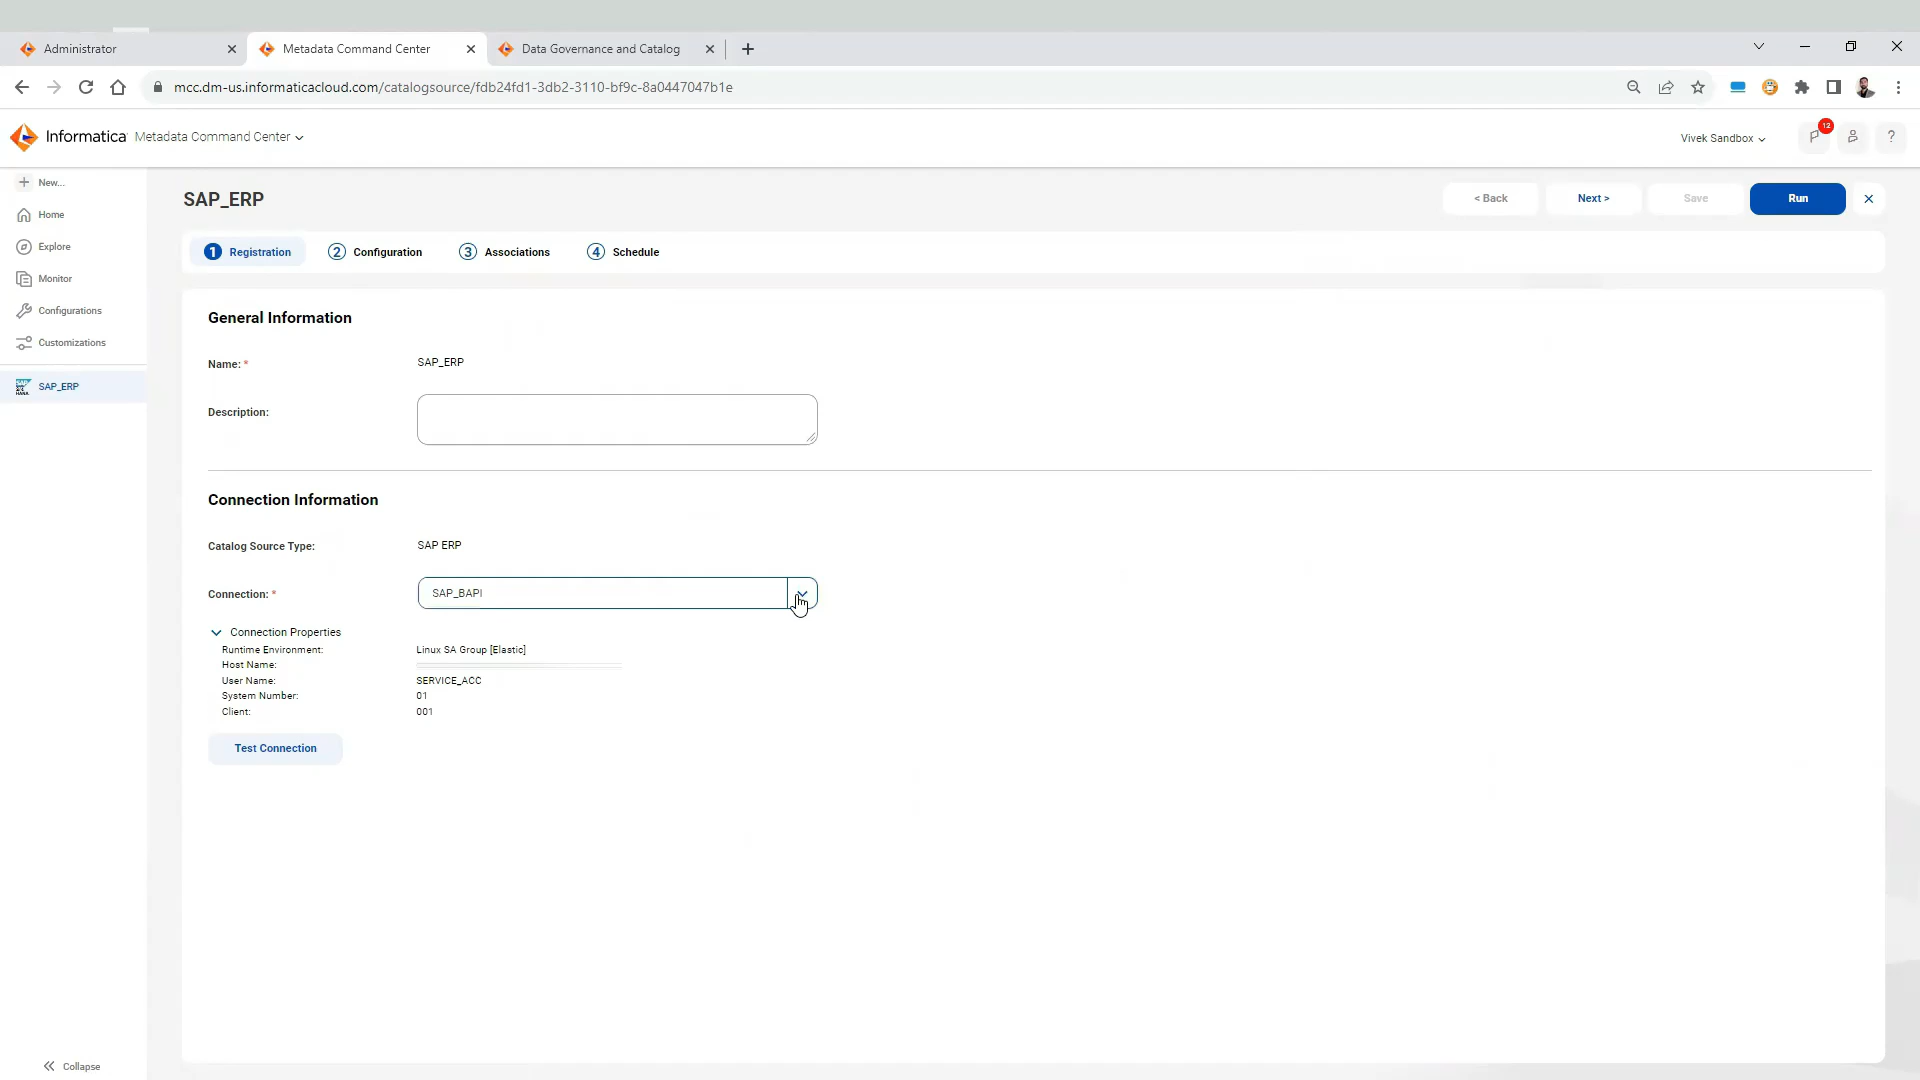 Administrator
Metadata Command Center
Data Governance and Catalog
mcc.dm-us.informaticacloud.com/catalogsource/fdb24fd1-3db2-3110-bf9c-8a0447047b1e
Informatica Metadata Command Center
Vivek Sandbox
12
?
New...
Home
Explore
Monitor
Configurations
Customizations
SAP_ERP
Collapse
SAP_ERP
< Back
Next >
Save
Run
1 Registration
2 Configuration
3 Associations
4 Schedule
General Information
Name: *
SAP_ERP
Description:
Connection Information
Catalog Source Type:
SAP ERP
Connection: *
SAP_BAPI
Connection Properties
Runtime Environment:
Linux SA Group [Elastic]
Host Name:
User Name:
SERVICE_ACC
System Number:
01
Client:
001
Test Connection